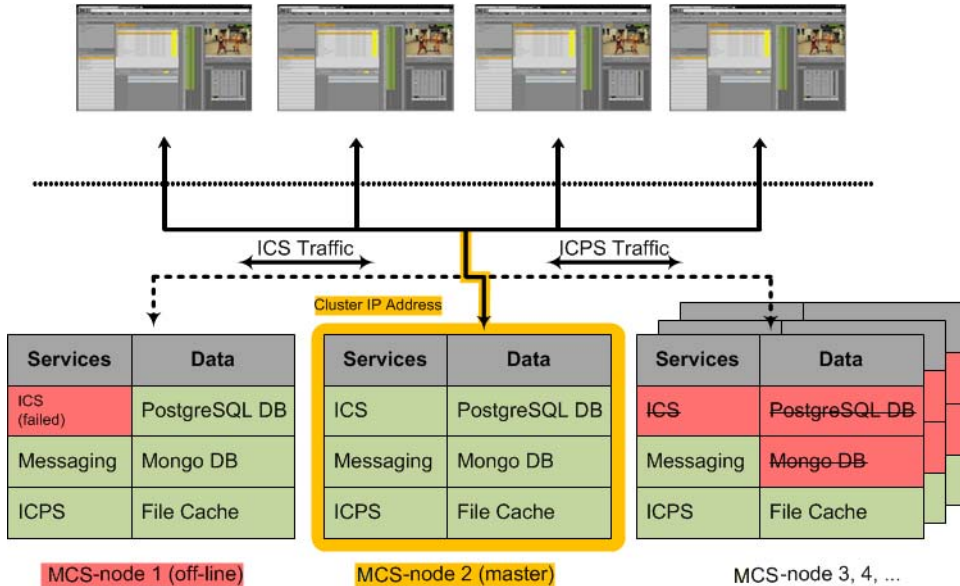 ICS Traffic
ICPS Traffic
Cluster IP Address
Services Data
ICS (failed) PostgreSQL DB
Messaging Mongo DB
ICPS File Cache
MCS-node 1 (off-line)
Services Data
ICS PostgreSQL DB
Messaging Mongo DB
ICPS File Cache
MCS-node 2 (master)
Services Data
ICS PostgreSQL DB
Messaging Mongo DB
ICPS File Cache
MCS-node 3, 4, ...